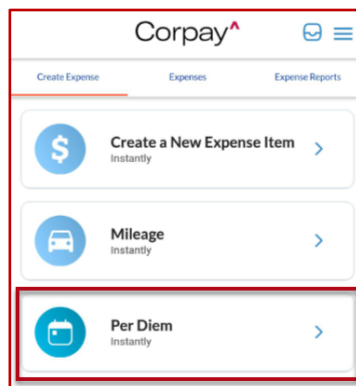 Corpay^
Create Expense Expenses Expense Reports
$
Create a New Expense Item
Instantly
Mileage
Instantly
Per Diem
Instantly